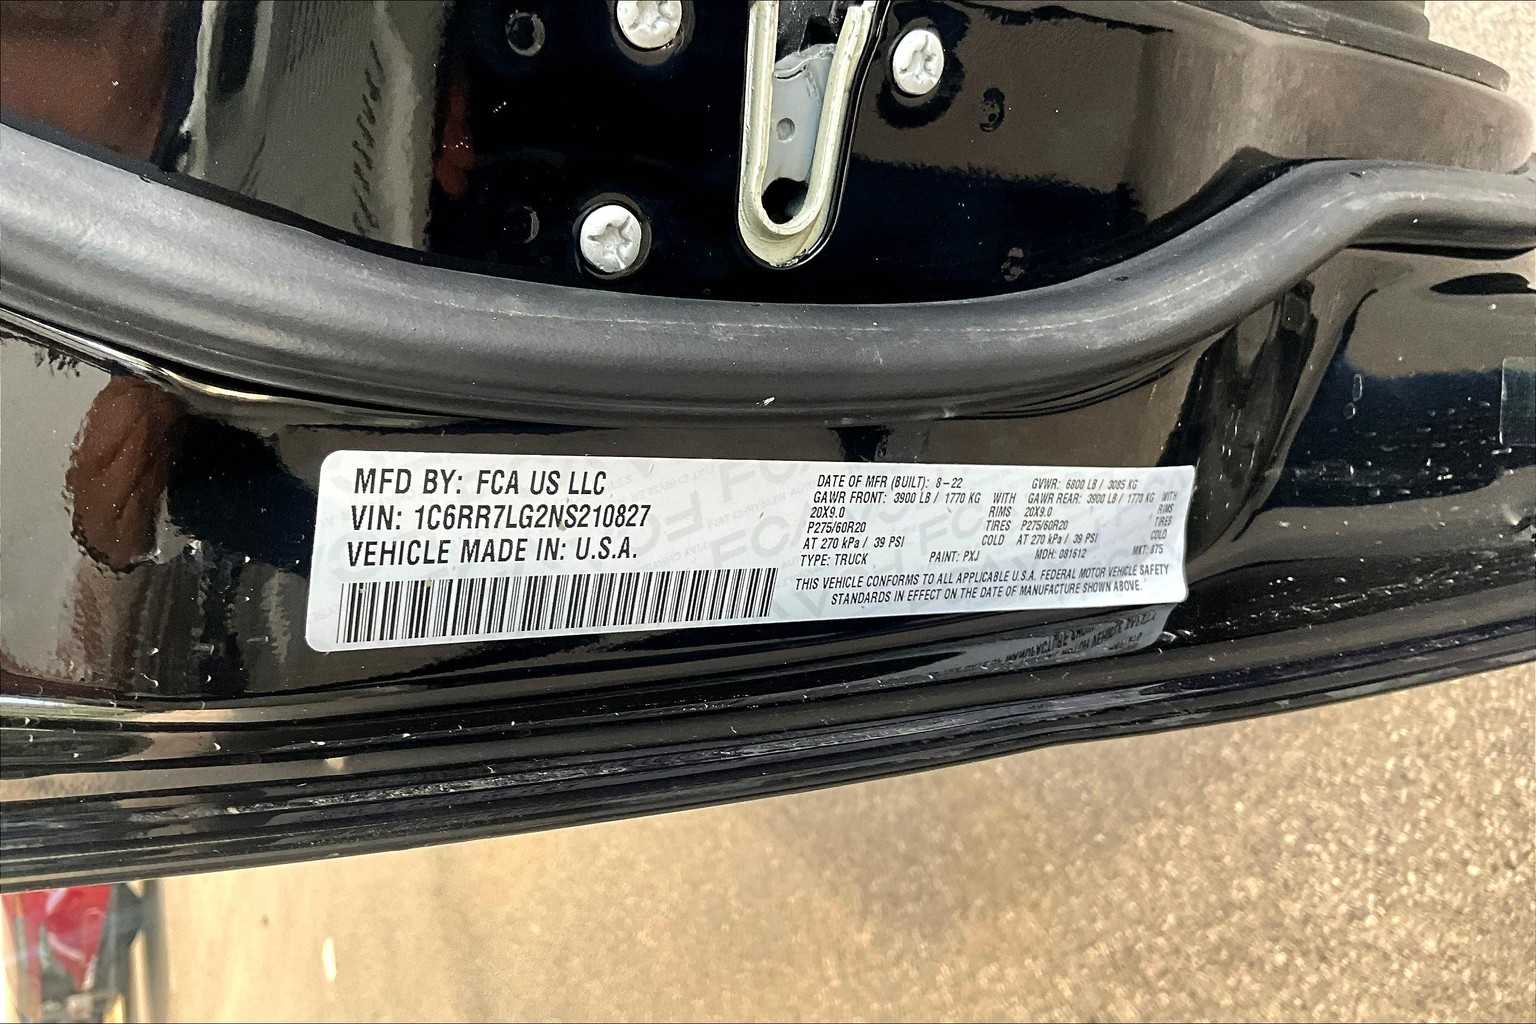 MFD BY: FCA US LLC
VIN: 1C6RR7LG2NS210827
VEHICLE MADE IN: U.S.A.
DATE OF MFR (BUILT): 8-22 GVWR: 6800 LB / 3085 KG
GAWR FRONT: 3900 LB / 1770 KG WITH GAWR REAR: 3900 LB / 1770 KG WITH
20X9.0 RIMS 20X9.0 RIMS
P275/60R20 TIRES P275/60R20 TIRES
AT 270 kPa / 39 PSI COLD AT 270 kPa / 39 PSI COLD
TYPE: TRUCK PAINT: PXJ MDH: 081612 MKT:
THIS VEHICLE CONFORMS TO ALL APPLICABLE U.S.A. FEDERAL MOTOR VEHICLE SAFETY
STANDARDS IN EFFECT ON THE DATE OF MANUFACTURE SHOWN ABOVE.